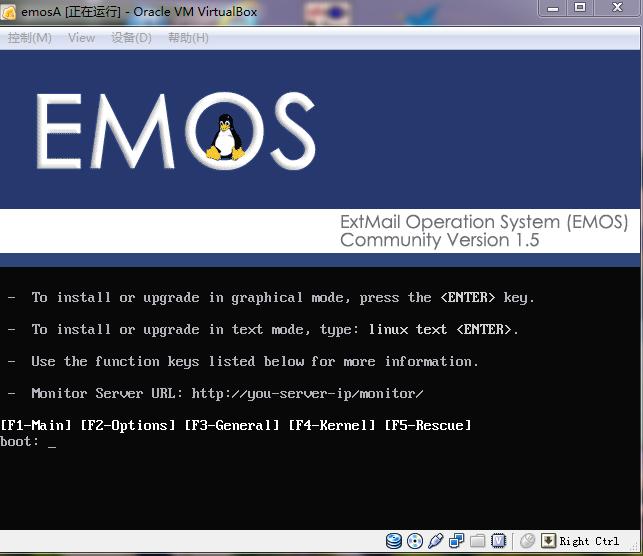 emosA [正在运行] - Oracle VM VirtualBox
控制(M) View 设备(D) 帮助(H)
EMOS
ExtMail Operation System (EMOS)
Community Version 1.5
- To install or upgrade in graphical mode, press the <ENTER> key.
- To install or upgrade in text mode, type: linux text <ENTER>.
- Use the function keys listed below for more information.
- Monitor Server URL: http://you-server-ip/monitor/
[F1-Main] [F2-Options] [F3-General] [F4-Kernel] [F5-Rescue]
boot: _
Right Ctrl